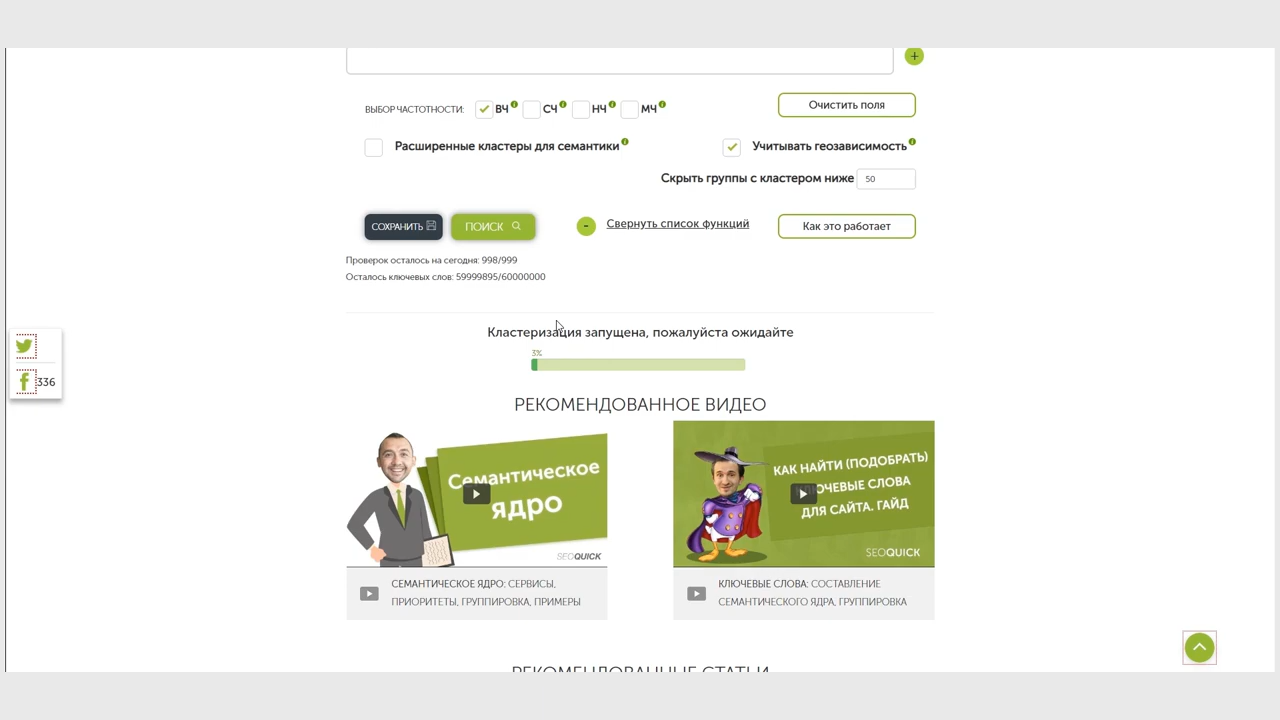 +
ВЫБОР ЧАСТОТНОСТИ: ВЧ СЧ НЧ МЧ
Очистить поля
Расширенные кластеры для семантики
Учитывать геозависимость
Скрыть группы с кластером ниже 50
СОХРАНИТЬ ПОИСК - Свернуть список функций Как это работает
Проверок осталось на сегодня: 998/999
Осталось ключевых слов: 59999895/60000000
336
Кластеризация запущена, пожалуйста ожидайте
3%
РЕКОМЕНДОВАННОЕ ВИДЕО
Семантическое
ядро
SEOQUICK
СЕМАНТИЧЕСКОЕ ЯДРО: СЕРВИСЫ,
ПРИОРИТЕТЫ, ГРУППИРОВКА, ПРИМЕРЫ
КАК НАЙТИ (ПОДОБРАТЬ)
КЛЮЧЕВЫЕ СЛОВА
ДЛЯ САЙТА. ГАЙД
SEOQUICK
КЛЮЧЕВЫЕ СЛОВА: СОСТАВЛЕНИЕ
СЕМАНТИЧЕСКОГО ЯДРА, ГРУППИРОВКА
РЕКОМЕНДОВАННЫЕ СТАТЬИ